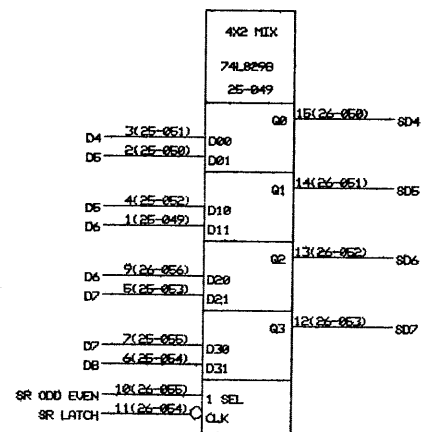 4X2 MIX
74L8298
25-049
Q0 15(26-050) SD4
D4 3(25-051) D00
D5 2(25-050) D01
Q1 14(26-051) SD5
D5 4(25-052) D10
D6 1(25-049) D11
Q2 13(26-052) SD6
D6 9(26-056) D20
D7 5(25-053) D21
Q3 12(26-053) SD7
D7 7(25-055) D30
D8 6(25-054) D31
SR ODD EVEN 10(26-055) 1 SEL
SR LATCH 11(26-054) CLK